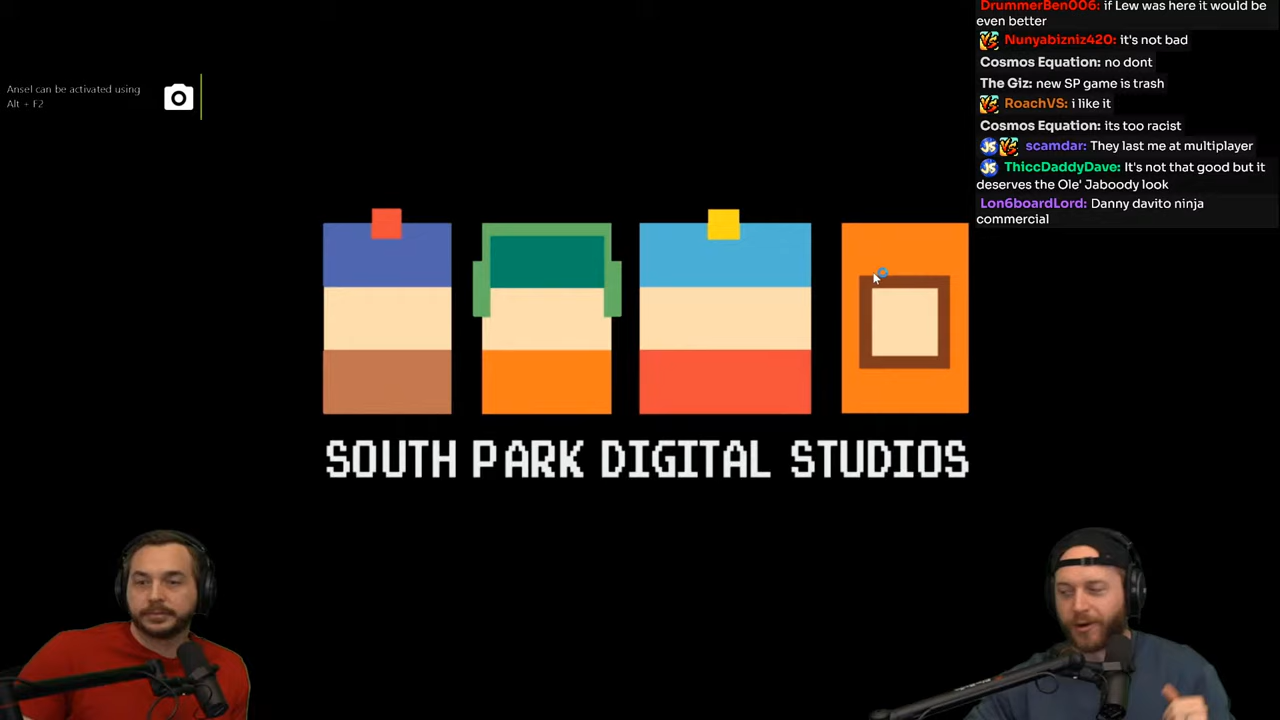 DrummerBen006: if Lew was here it would be
even better
Nunyabizniz420: it's not bad
Cosmos Equation: no dont
The Giz: new SP game is trash
RoachVS: i like it
Cosmos Equation: its too racist
scamdar: They last me at multiplayer
ThiccDaddyDave: It's not that good but it
deserves the Ole' Jaboody look
Lon6boardLord: Danny davito ninja
commercial
Ansel can be activated using
Alt + F2
SOUTH PARK DIGITAL STUDIOS